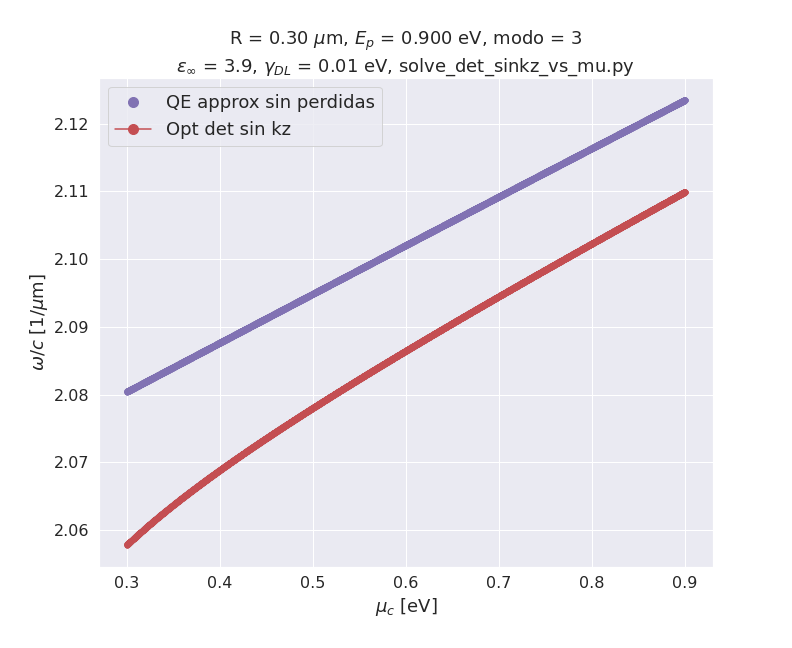 R = 0.30 μm, E_p = 0.900 eV, modo = 3
ε_∞ = 3.9, γ_DL = 0.01 eV, solve_det_sinkz_vs_mu.py
QE approx sin perdidas
Opt det sin kz
2.12
2.11
2.10
2.09
2.08
2.07
2.06
ω/c [1/μm]
0.3 0.4 0.5 0.6 0.7 0.8 0.9
μ_c [eV]